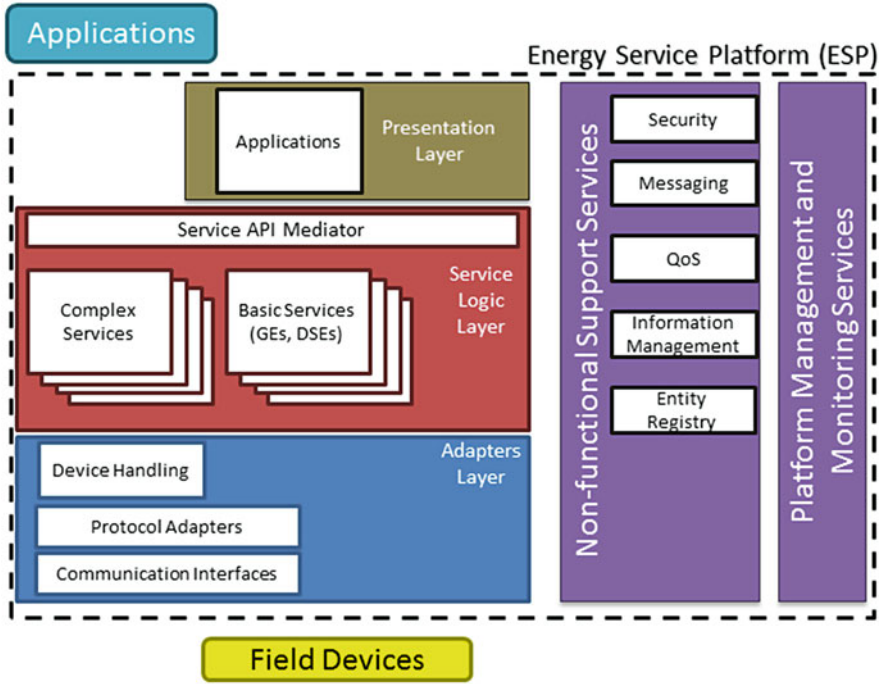 Applications
Energy Service Platform (ESP)
Applications
Presentation
Layer
Service API Mediator
Complex
Services
Basic Services
(GEs, DSEs)
Service
Logic
Layer
Device Handling
Protocol Adapters
Communication Interfaces
Adapters
Layer
Non-functional Support Services
Security
Messaging
QoS
Information
Management
Entity
Registry
Platform Management and
Monitoring Services
Field Devices